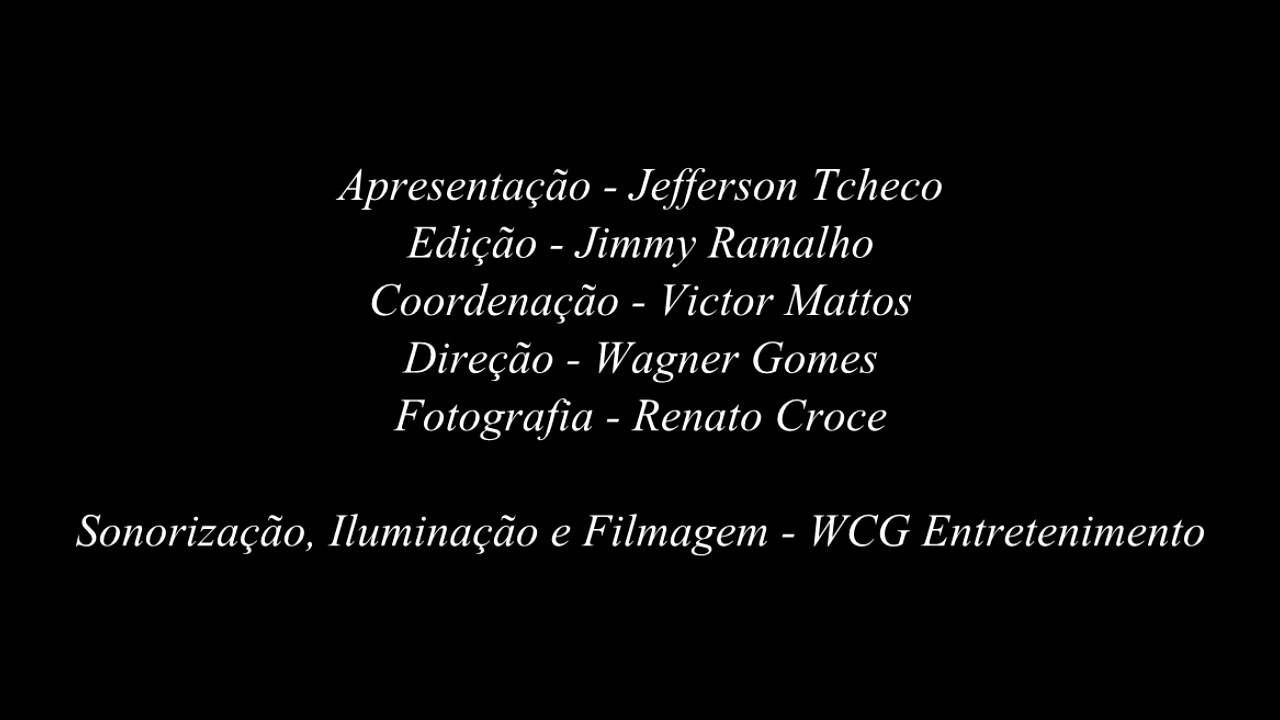 Apresentação - Jefferson Tcheco
Edição - Jimmy Ramalho
Coordenação - Victor Mattos
Direção - Wagner Gomes
Fotografia - Renato Croce
Sonorização, Iluminação e Filmagem - WCG Entretenimento